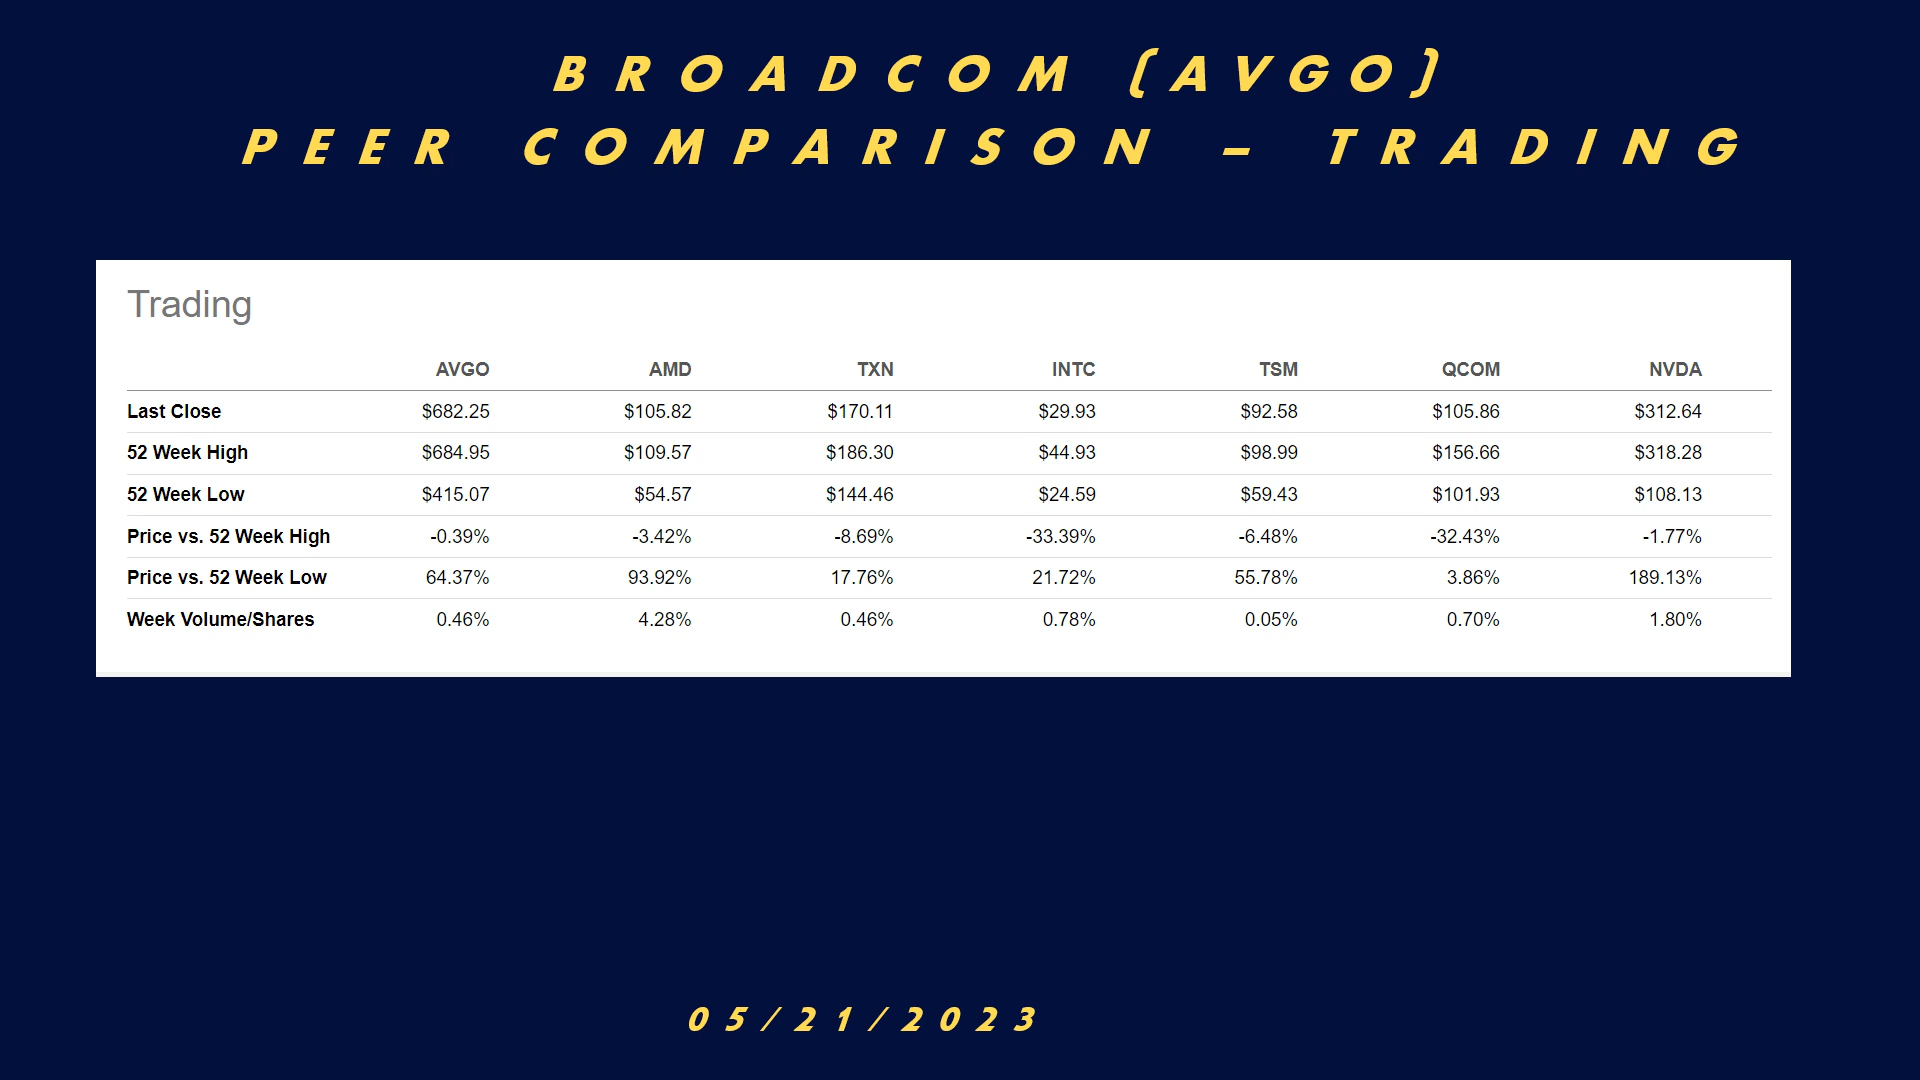 BROADCOM (AVGO)
PEER COMPARISON – TRADING
Trading
AVGO AMD TXN INTC TSM QCOM NVDA
Last Close $682.25 $105.82 $170.11 $29.93 $92.58 $105.86 $312.64
52 Week High $684.95 $109.57 $186.30 $44.93 $98.99 $156.66 $318.28
52 Week Low $415.07 $54.57 $144.46 $24.59 $59.43 $101.93 $108.13
Price vs. 52 Week High -0.39% -3.42% -8.69% -33.39% -6.48% -32.43% -1.77%
Price vs. 52 Week Low 64.37% 93.92% 17.76% 21.72% 55.78% 3.86% 189.13%
Week Volume/Shares 0.46% 4.28% 0.46% 0.78% 0.05% 0.70% 1.80%
05/21/2023